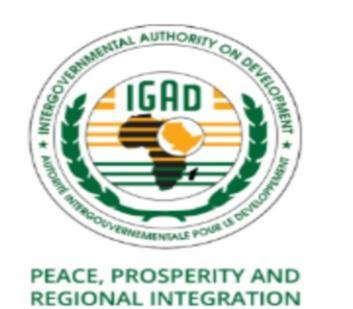 INTERGOVERNMENTAL AUTHORITY ON DEVELOPMENT
IGAD
AUTORITÉ INTERGOUVERNEMENTALE POUR LE DÉVELOPPEMENT
PEACE, PROSPERITY AND
REGIONAL INTEGRATION